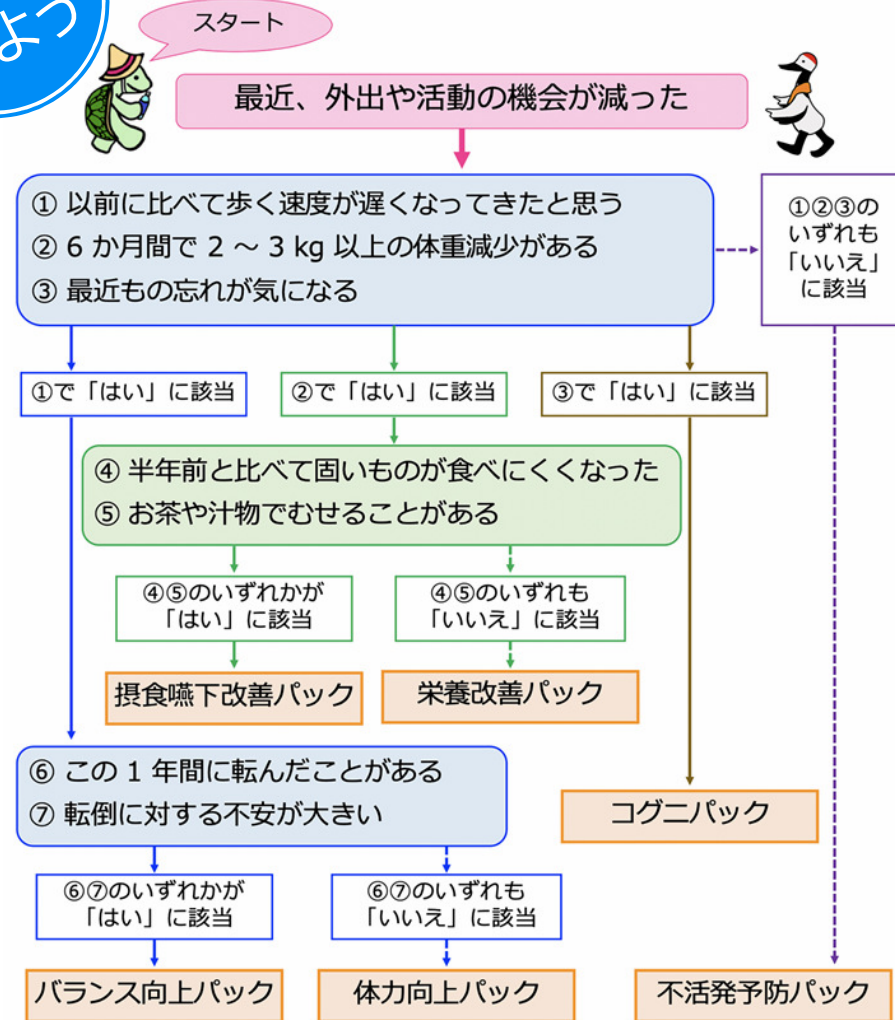 よう
スタート
最近、外出や活動の機会が減った
① 以前に比べて歩く速度が遅くなってきたと思う
② 6 か月間で 2 ～ 3 kg 以上の体重減少がある
③ 最近もの忘れが気になる
①②③の
いずれも
「いいえ」
に該当
①で「はい」に該当
②で「はい」に該当
③で「はい」に該当
④ 半年前と比べて固いものが食べにくくなった
⑤ お茶や汁物でむせることがある
④⑤のいずれかが
「はい」に該当
④⑤のいずれも
「いいえ」に該当
摂食嚥下改善パック
栄養改善パック
⑥ この 1 年間に転んだことがある
⑦ 転倒に対する不安が大きい
コグニパック
⑥⑦のいずれかが
「はい」に該当
⑥⑦のいずれも
「いいえ」に該当
バランス向上パック
体力向上パック
不活発予防パック